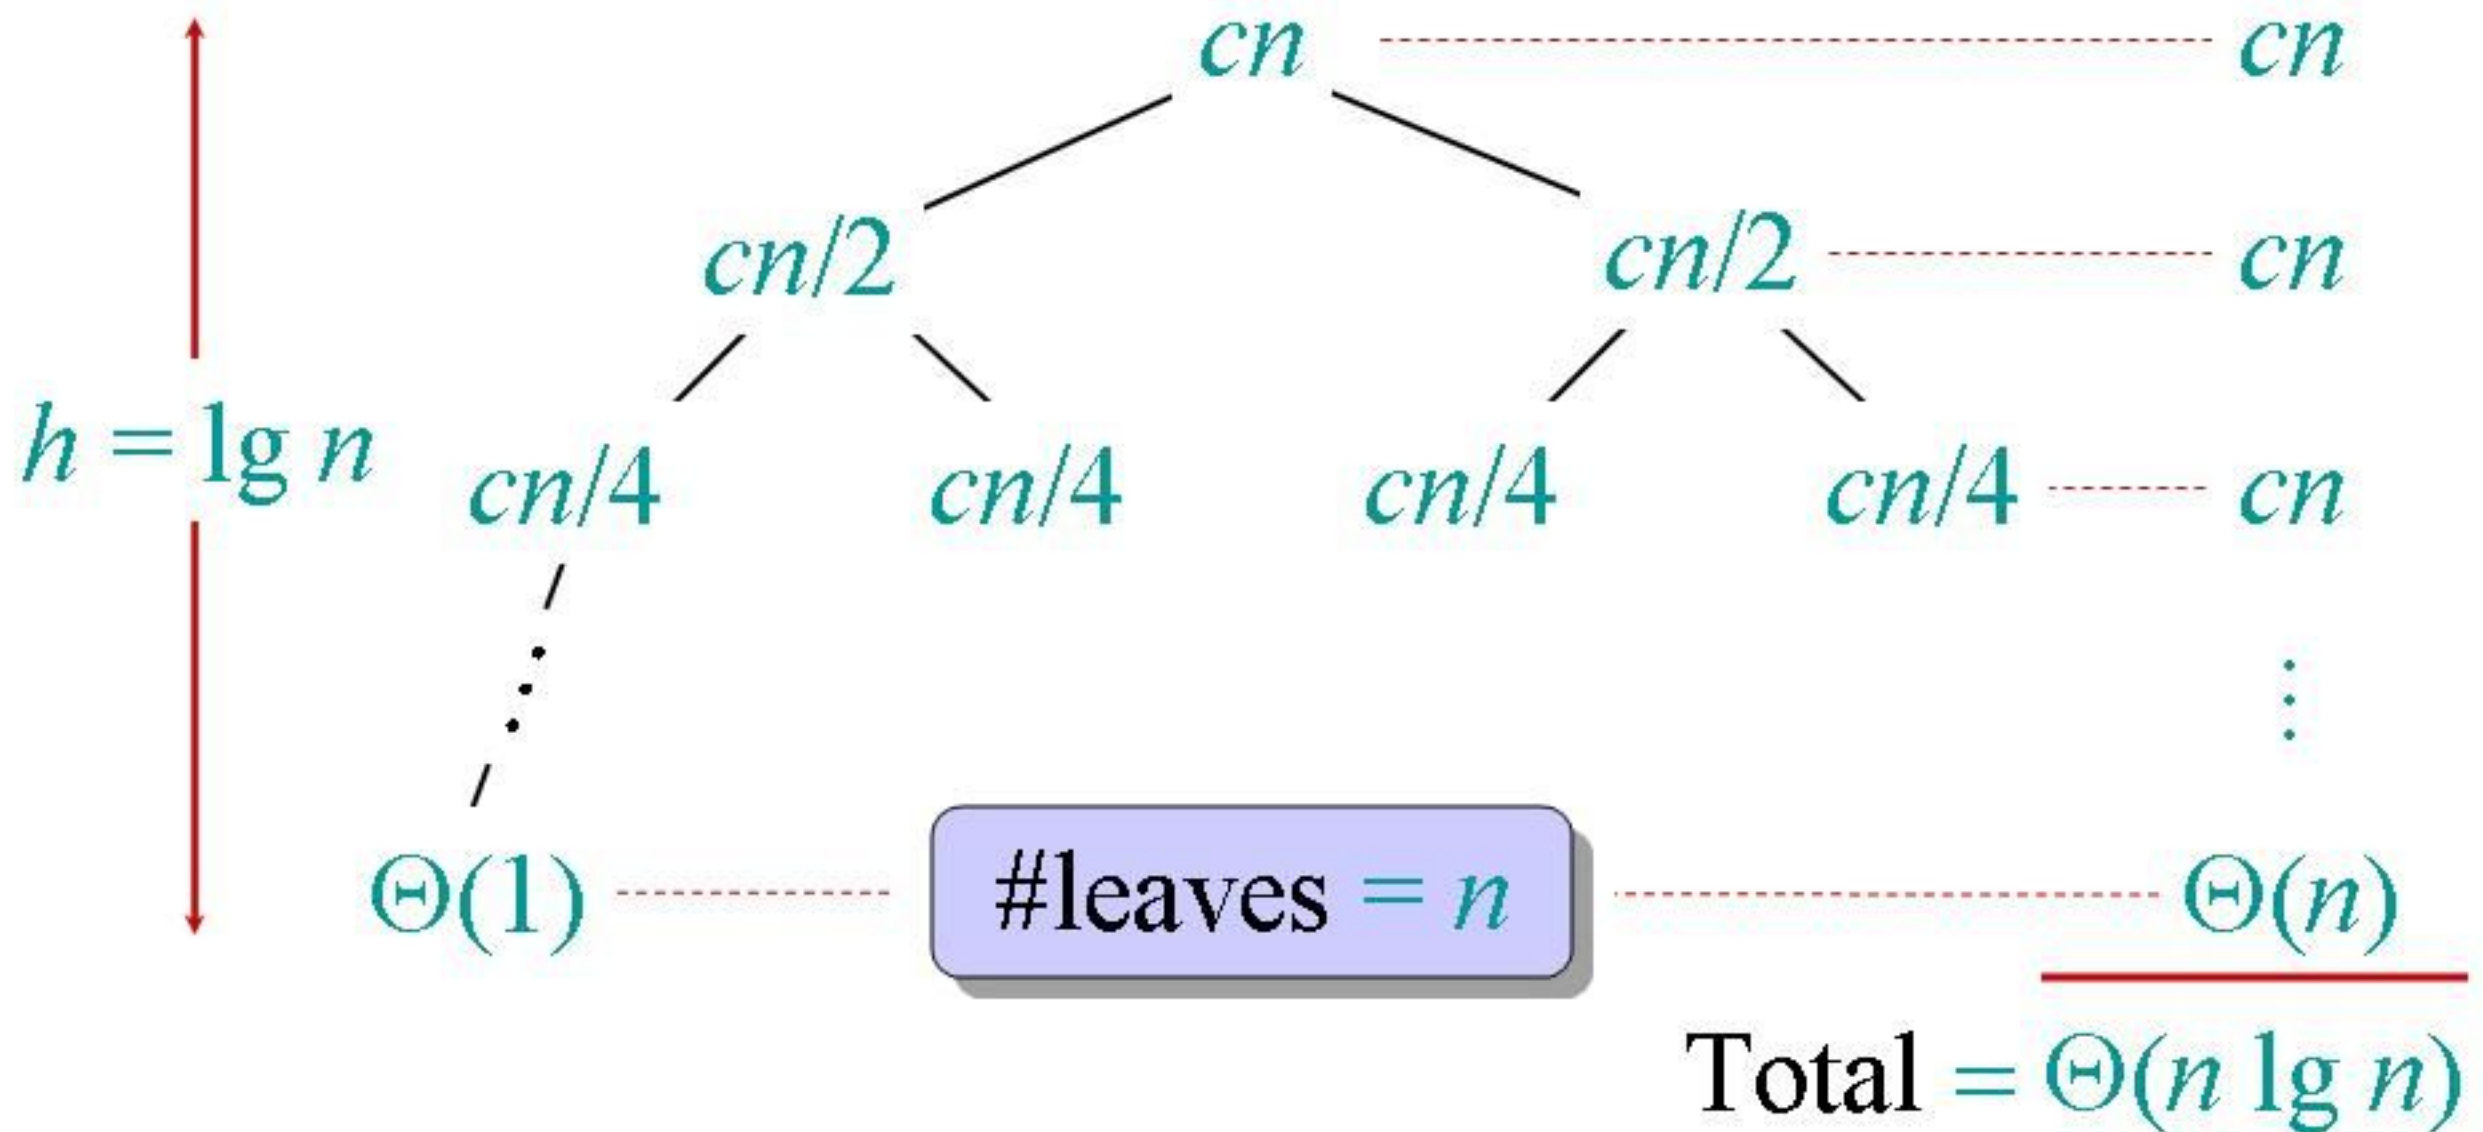 cn cn
cn/2 cn/2 cn
h = lg n cn/4 cn/4 cn/4 cn/4 cn
Θ(1) #leaves = n Θ(n)
Total = Θ(n lg n)